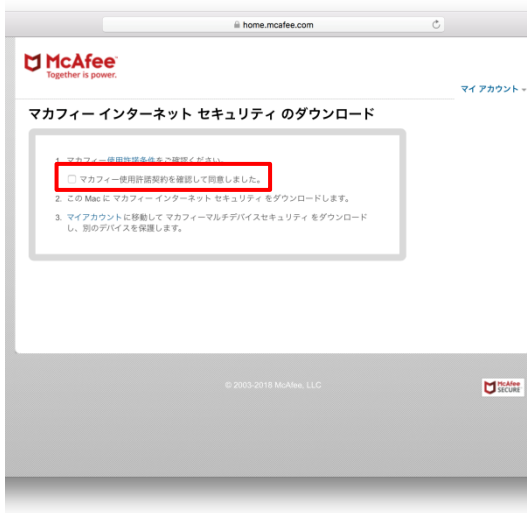 home.mcafee.com
McAfee
Together is power.
マイ アカウント
マカフィー インターネット セキュリティ のダウンロード
1. マカフィー使用許諾条件をご確認ください。
マカフィー使用許諾契約を確認して同意しました。
2. この Mac に マカフィー インターネット セキュリティ をダウンロードします。
3. マイアカウント に移動して マカフィーマルチデバイスセキュリティ をダウンロード
し、別のデバイスを保護します。
© 2003-2018 McAfee, LLC
McAfee
SECURE